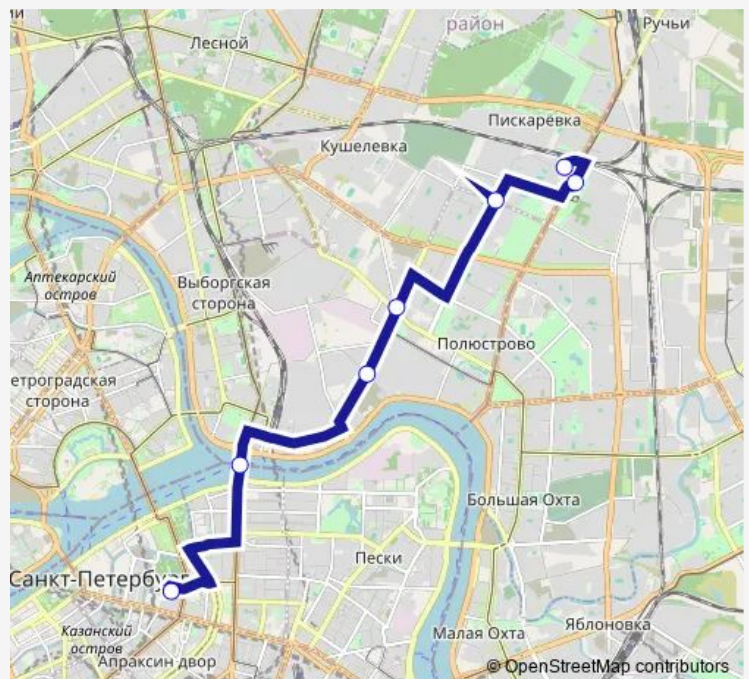 район
Ручьи
Лесной
Пискарёвка
Кушелевка
Аптекарский
остров
Выборгская
сторона
Полюстрово
етроградская
сторона
Большая Охта
Пески
Санкт-Петербу
Казанский
остров
Апраксин двор
Малая Охта
Яблоновка
© OpenStreetMap contributors